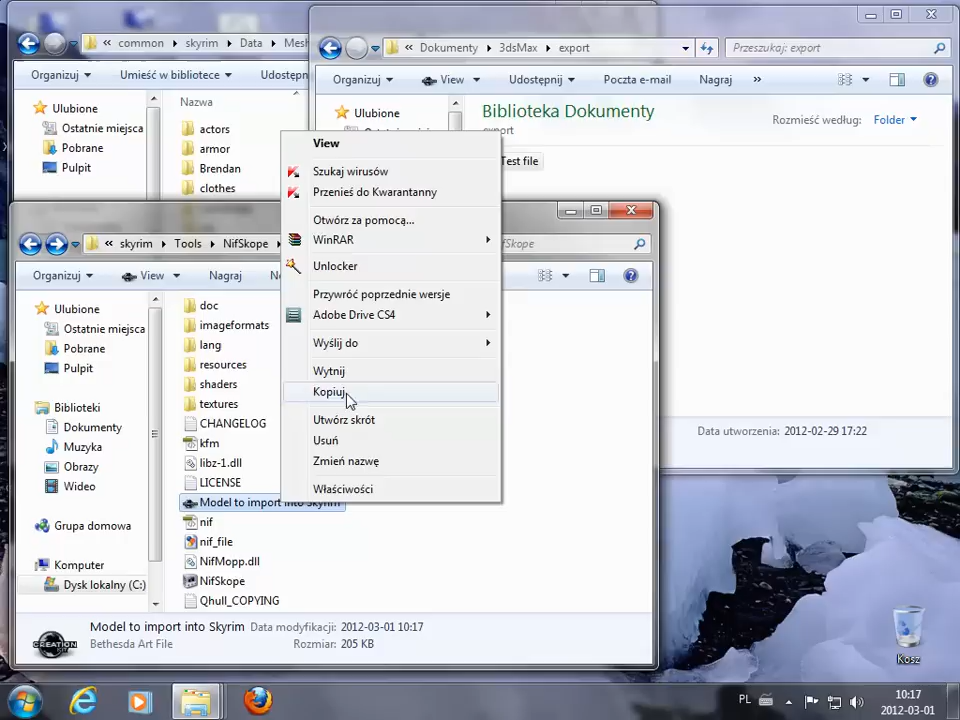 « common skyrim Data Mesh
Organizuj Umieść w bibliotece Udostępn
Ulubione
Ostatnie miejsca
Pobrane
Pulpit
Nazwa
actors
armor
Brendan
clothes
« Dokumenty 3dsMax export
Przeszukaj: export
Organizuj View Udostępnij Poczta e-mail Nagraj »
Ulubione
Biblioteka Dokumenty
export
Rozmieść według: Folder
Test file
Data utworzenia: 2012-02-29 17:22
View
Szukaj wirusów
Przenieś do Kwarantanny
Otwórz za pomocą...
WinRAR
Unlocker
Przywróć poprzednie wersje
Adobe Drive CS4
Wyślij do
Wytnij
Kopiuj
Utwórz skrót
Usuń
Zmień nazwę
Właściwości
« skyrim Tools NifSkope
fSkope
Organizuj View Nagraj
Ulubione
Ostatnie miejsca
Pobrane
Pulpit
Biblioteki
Dokumenty
Muzyka
Obrazy
Wideo
Grupa domowa
Komputer
Dysk lokalny (C:)
doc
imageformats
lang
resources
shaders
textures
CHANGELOG
kfm
libz-1.dll
LICENSE
Model to import into Skyrim
nif
nif_file
NifMopp.dll
NifSkope
Qhull_COPYING
Model to import into Skyrim Data modyfikacji: 2012-03-01 10:17
Bethesda Art File Rozmiar: 205 KB
CREATION
Kosz
PL
10:17
2012-03-01